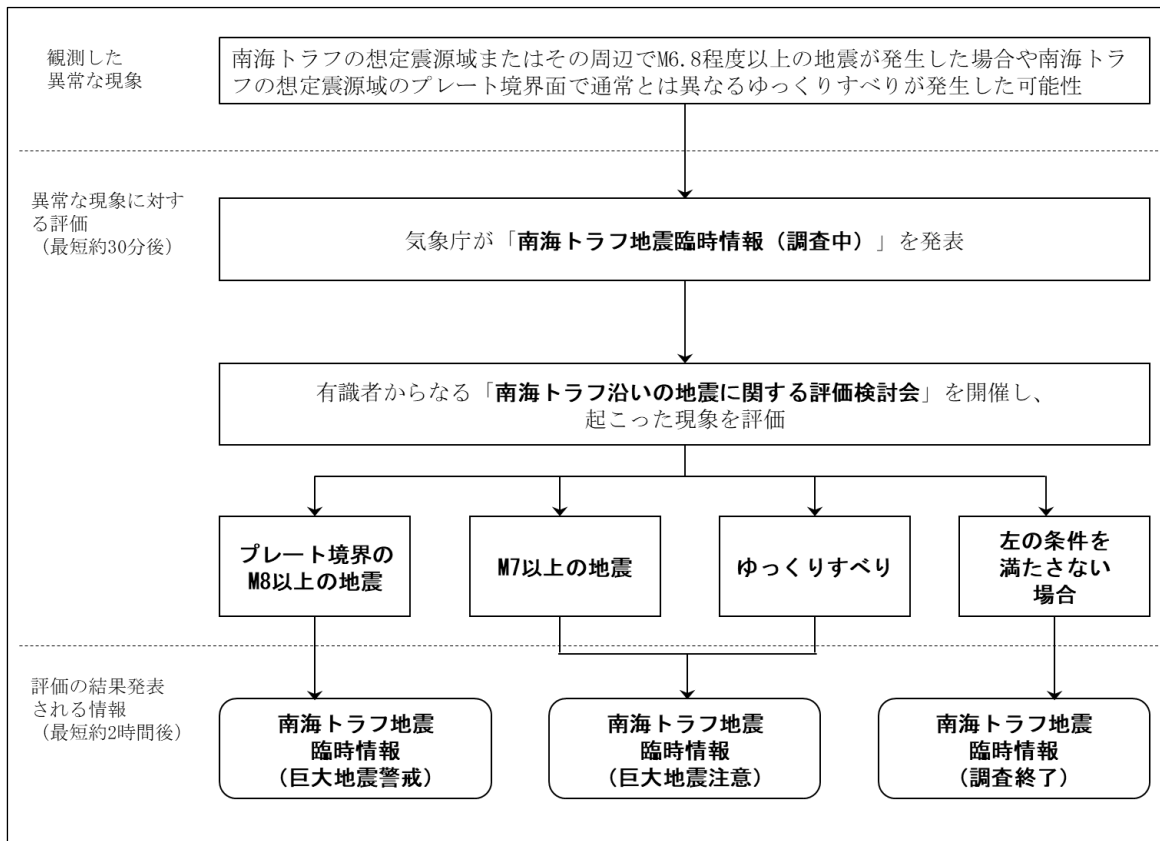 観測した
異常な現象
南海トラフの想定震源域またはその周辺でM6.8程度以上の地震が発生した場合や南海トラ
フの想定震源域のプレート境界面で通常とは異なるゆっくりすべりが発生した可能性
異常な現象に対す
る評価
（最短約30分後）
気象庁が「南海トラフ地震臨時情報（調査中）」を発表
有識者からなる「南海トラフ沿いの地震に関する評価検討会」を開催し、
起こった現象を評価
プレート境界の
M8以上の地震
M7以上の地震
ゆっくりすべり
左の条件を
満たさない
場合
評価の結果発表
される情報
（最短約2時間後）
南海トラフ地震
臨時情報
（巨大地震警戒）
南海トラフ地震
臨時情報
（巨大地震注意）
南海トラフ地震
臨時情報
（調査終了）